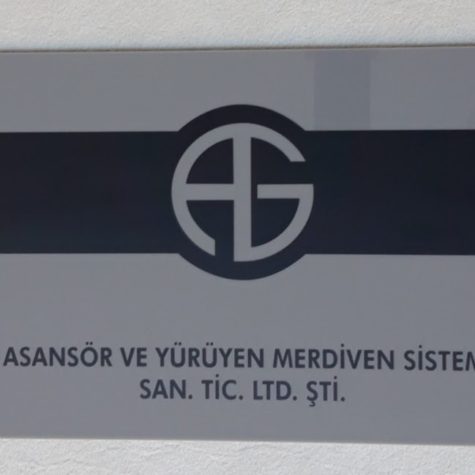 AG
ASANSÖR VE YÜRÜYEN MERDİVEN SİSTEM
SAN. TİC. LTD. ŞTİ.